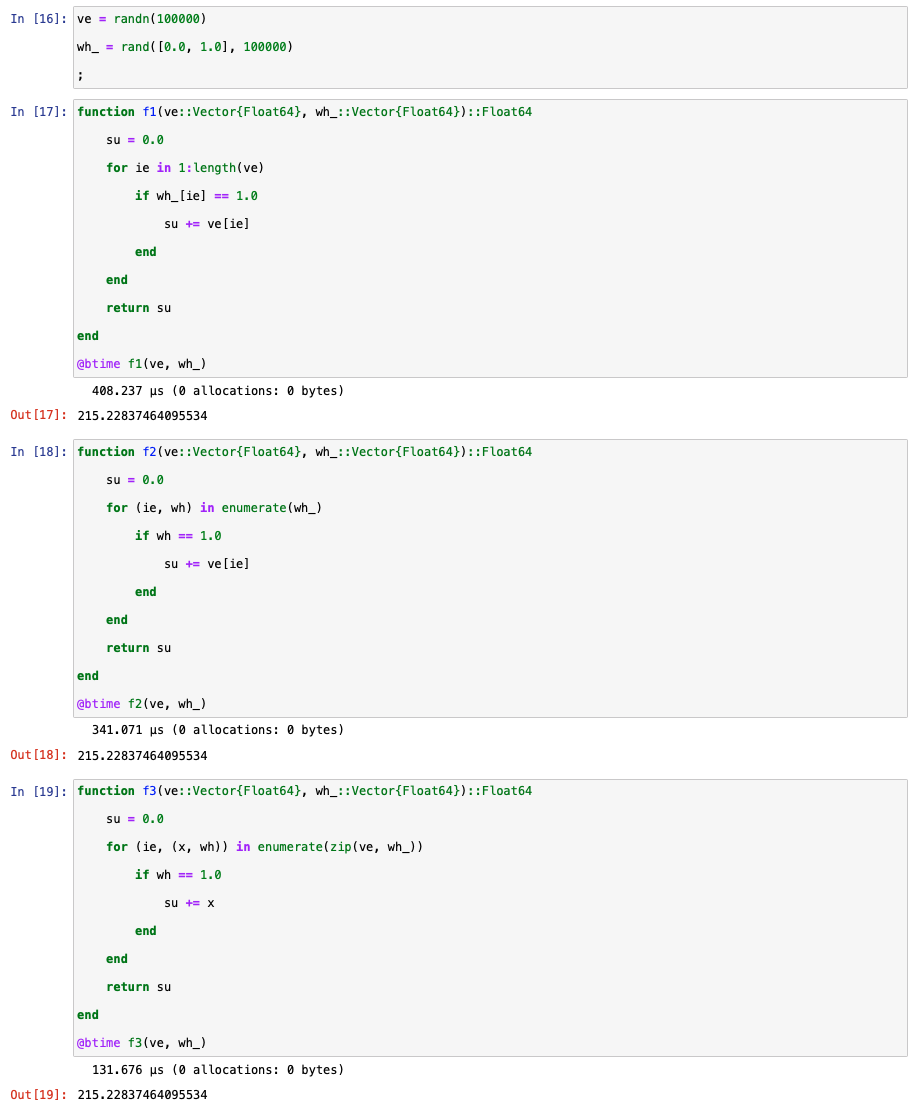 In [16]: ve = randn(100000)
wh_ = rand([0.0, 1.0], 100000)
;
In [17]: function f1(ve::Vector{Float64}, wh_::Vector{Float64})::Float64
    su = 0.0
    for ie in 1:length(ve)
        if wh_[ie] == 1.0
            su += ve[ie]
        end
    end
    return su
end
@btime f1(ve, wh_)
408.237 μs (0 allocations: 0 bytes)
Out[17]: 215.22837464095534
In [18]: function f2(ve::Vector{Float64}, wh_::Vector{Float64})::Float64
    su = 0.0
    for (ie, wh) in enumerate(wh_)
        if wh == 1.0
            su += ve[ie]
        end
    end
    return su
end
@btime f2(ve, wh_)
341.071 μs (0 allocations: 0 bytes)
Out[18]: 215.22837464095534
In [19]: function f3(ve::Vector{Float64}, wh_::Vector{Float64})::Float64
    su = 0.0
    for (ie, (x, wh)) in enumerate(zip(ve, wh_))
        if wh == 1.0
            su += x
        end
    end
    return su
end
@btime f3(ve, wh_)
131.676 μs (0 allocations: 0 bytes)
Out[19]: 215.22837464095534